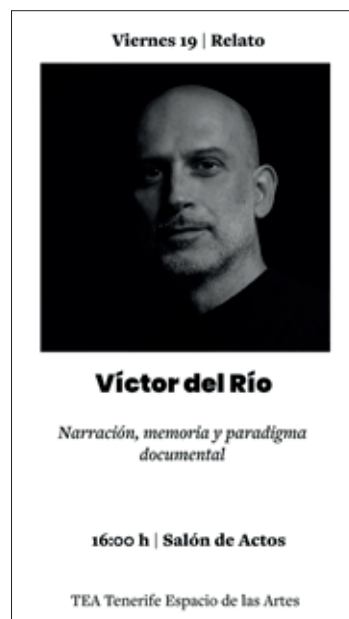 Viernes 19 | Relato
Víctor del Río
Narración, memoria y paradigma
documental
16:00 h | Salón de Actos
TEA Tenerife Espacio de las Artes